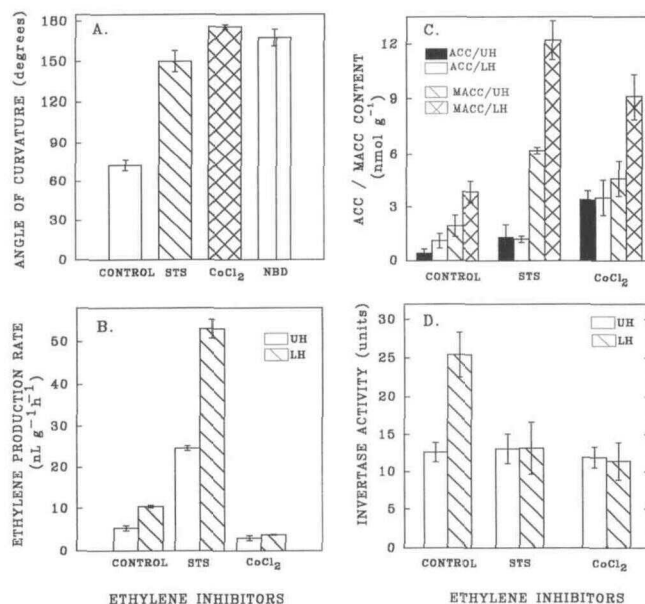 A.
ANGLE OF CURVATURE (degrees)
180
150
120
90
60
30
0
CONTROL STS CoCl2 NBD
C.
ACC / MACC CONTENT
(nmol g-1)
12
9
6
3
0
ACC/UH
ACC/LH
MACC/UH
MACC/LH
CONTROL STS CoCl2
B.
ETHYLENE PRODUCTION RATE
(nL g-1h-1)
50
40
30
20
10
0
UH
LH
CONTROL STS CoCl2
ETHYLENE INHIBITORS
D.
INVERTASE ACTIVITY (units)
30
25
20
15
10
5
0
UH
LH
CONTROL STS CoCl2
ETHYLENE INHIBITORS